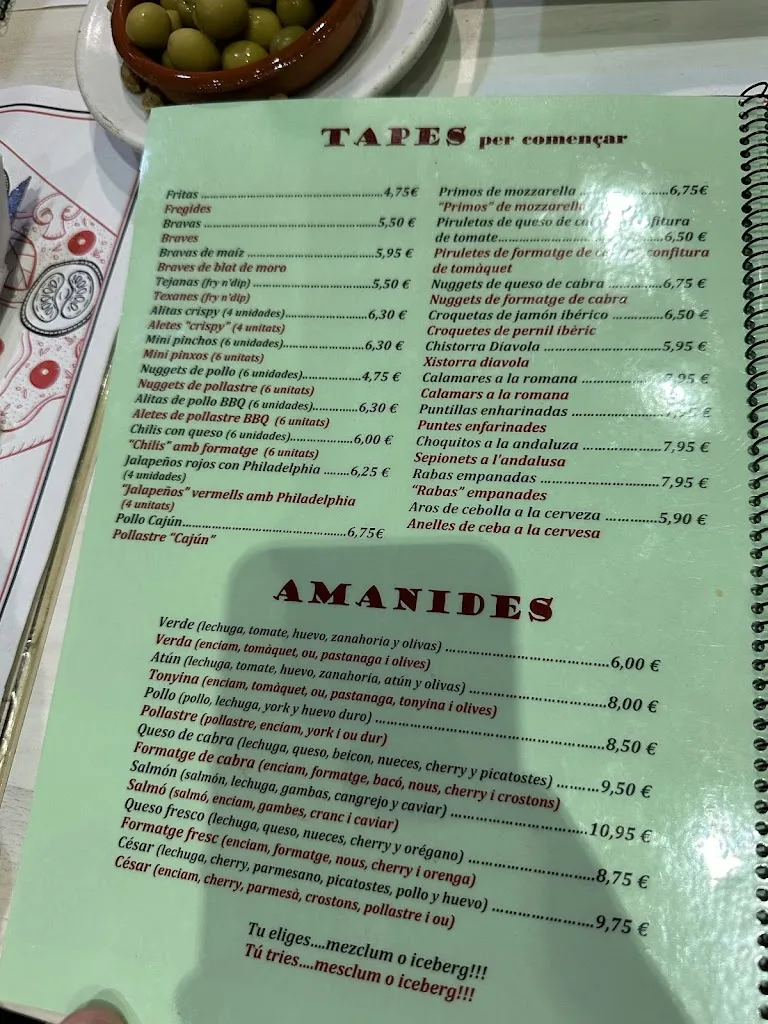 TAPES per començar
Fritas ........4,75€
Fregides
Bravas ........5,50 €
Braves
Bravas de maíz ........5,95 €
Braves de blat de moro
Tejanas (fry n'dip) ........5,50 €
Texanes (fry n'dip)
Alitas crispy (4 unidades) ........6,30 €
Aletes "crispy" (4 unitats)
Mini pinchos (6 unidades)........6,30 €
Mini pinxos (6 unitats)
Nuggets de pollo (6 unidades)........4,75 €
Nuggets de pollastre (6 unitats)
Alitas de pollo BBQ (6 unidades)........6,30 €
Aletes de pollastre BBQ (6 unitats)
Chilis con queso (6 unidades)........6,00 €
"Chilis" amb formatge (6 unitats)
Jalapeños rojos con Philadelphia ........6,25 €
(4 unidades)
"Jalapeños" vermells amb Philadelphia
(4 unitats)
Pollo Cajún........6,75€
Pollastre "Cajún"
Primos de mozzarella ........6,75€
"Primos" de mozzarella
Piruletas de queso de
de tomate........6,50 €
Piruletes de formatge de confitura
de tomàquet
Nuggets de queso de cabra ........6,75 €
Nuggets de formatge de cabra
Croquetas de jamón ibérico ........6,50 €
Croquetes de pernil ibèric
Chistorra Diavola ........5,95 €
Xistorra diavola
Calamares a la romana ........7,95 €
Calamars a la romana
Puntillas enharinadas ........
Puntes enfarinades
Choquitos a la andaluza ........7,95 €
Sepionets a l'andalusa
Rabas empanadas ........7,95 €
"Rabas" empanades
Aros de cebolla a la cerveza ........5,90 €
Anelles de ceba a la cervesa
AMANIDES
Verde (lechuga, tomate, huevo, zanahoria y olivas) ........6,00 €
Verda (enciam, tomàquet, ou, pastanaga i olives)
Atún (lechuga, tomate, huevo, zanahoria, atún y olivas) ........8,00 €
Tonyina (enciam, tomàquet, ou, pastanaga, tonyina i olives)
Pollo (pollo, lechuga, york y huevo duro) ........8,50 €
Pollastre (pollastre, enciam, york i ou dur)
Queso de cabra (lechuga, queso, beicon, nueces, cherry y picatostes) ........9,50 €
Formatge de cabra (enciam, formatge, bacó, nous, cherry i crostons)
Salmón (salmón, lechuga, gambas, cangrejo y caviar) ........10,95 €
Salmó (salmó, enciam, gambes, cranc i caviar)
Queso fresco (lechuga, queso, nueces, cherry y orégano) ........8,75 €
Formatge fresc (enciam, formatge, nous, cherry i orenga)
César (lechuga, cherry, parmesano, picatostes, pollo y huevo) ........9,75 €
César (enciam, cherry, parmesà, crostons, pollastre i ou)
Tu eliges....mezclum o iceberg!!!
Tú tries....mesclum o iceberg!!!